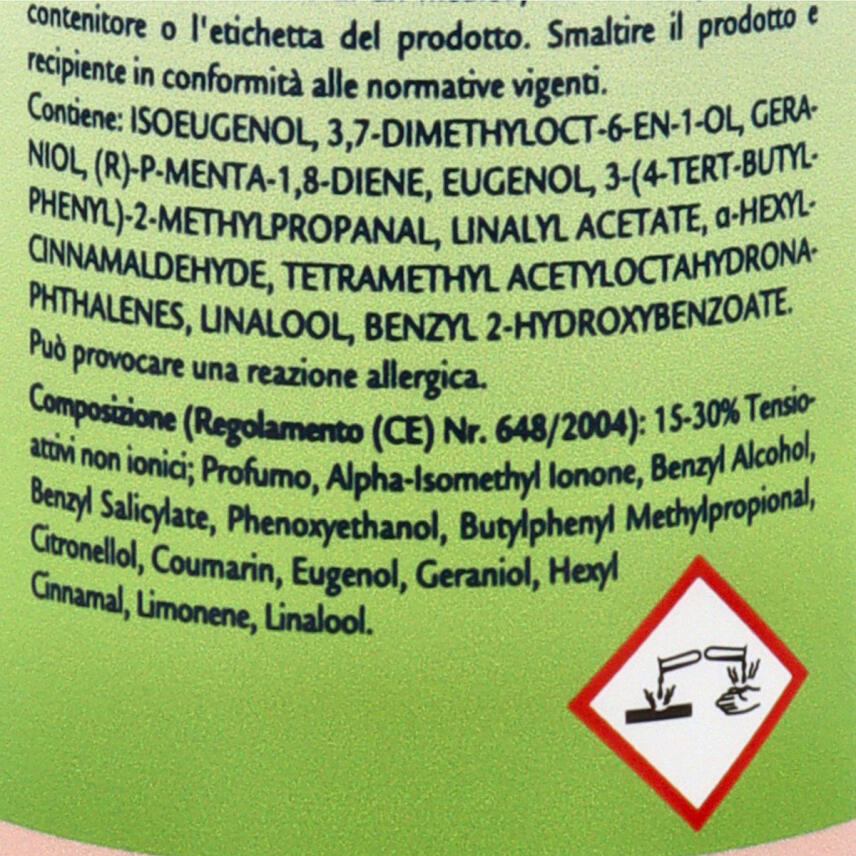 contenitore o l'etichetta del prodotto. Smaltire il prodotto e
recipiente in conformità alle normative vigenti.
Contiene: ISOEUGENOL, 3,7-DIMETHYLOCT-6-EN-1-OL, GERA-
NIOL, (R)-P-MENTA-1,8-DIENE, EUGENOL, 3-(4-TERT-BUTYL-
PHENYL)-2-METHYLPROPANAL, LINALYL ACETATE, α-HEXYL-
CINNAMALDEHYDE, TETRAMETHYL ACETYLOCTAHYDRONA-
PHTHALENES, LINALOOL, BENZYL 2-HYDROXYBENZOATE.
Può provocare una reazione allergica.
Composizione (Regolamento (CE) Nr. 648/2004): 15-30% Tensio-
attivi non ionici; Profumo, Alpha-Isomethyl Ionone, Benzyl Alcohol,
Benzyl Salicylate, Phenoxyethanol, Butylphenyl Methylpropional,
Citronellol, Coumarin, Eugenol, Geraniol, Hexyl
Cinnamal, Limonene, Linalool.